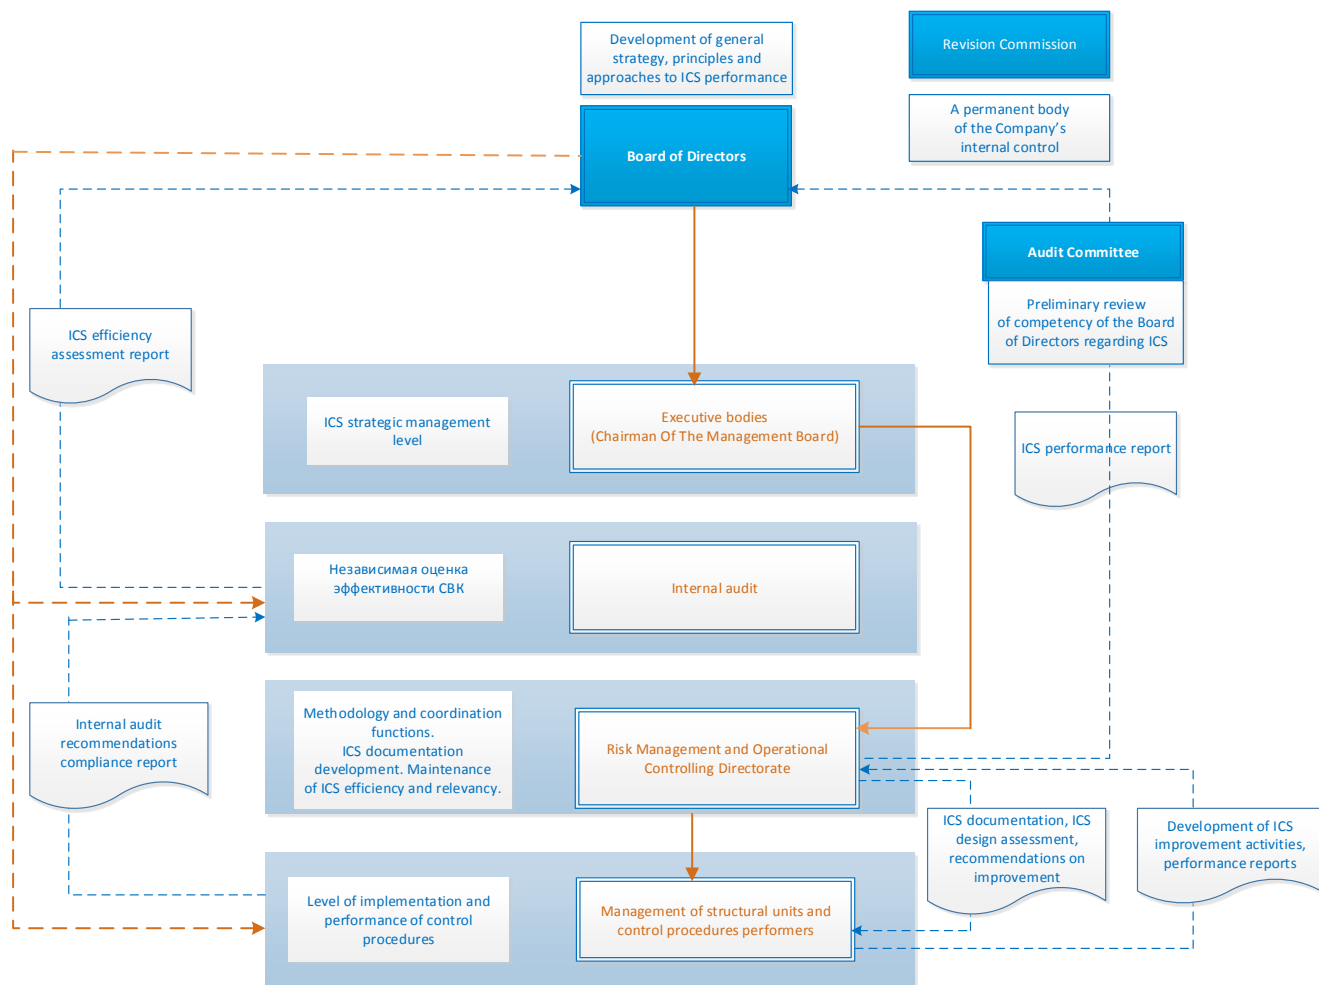 Development of general
strategy, principles and
approaches to ICS performance
Revision Commission
A permanent body
of the Company's
internal control
Board of Directors
Audit Committee
Preliminary review
of competency of the Board
of Directors regarding ICS
ICS efficiency
assessment report
ICS strategic management
level
Executive bodies
(Chairman Of The Management Board)
ICS performance report
Независимая оценка
эффективности СВК
Internal audit
Internal audit
recommendations
compliance report
Methodology and coordination
functions.
ICS documentation
development. Maintenance
of ICS efficiency and relevancy.
Risk Management and Operational
Controlling Directorate
ICS documentation, ICS
design assessment,
recommendations on
improvement
Development of ICS
improvement activities,
performance reports
Level of implementation and
performance of control
procedures
Management of structural units and
control procedures performers